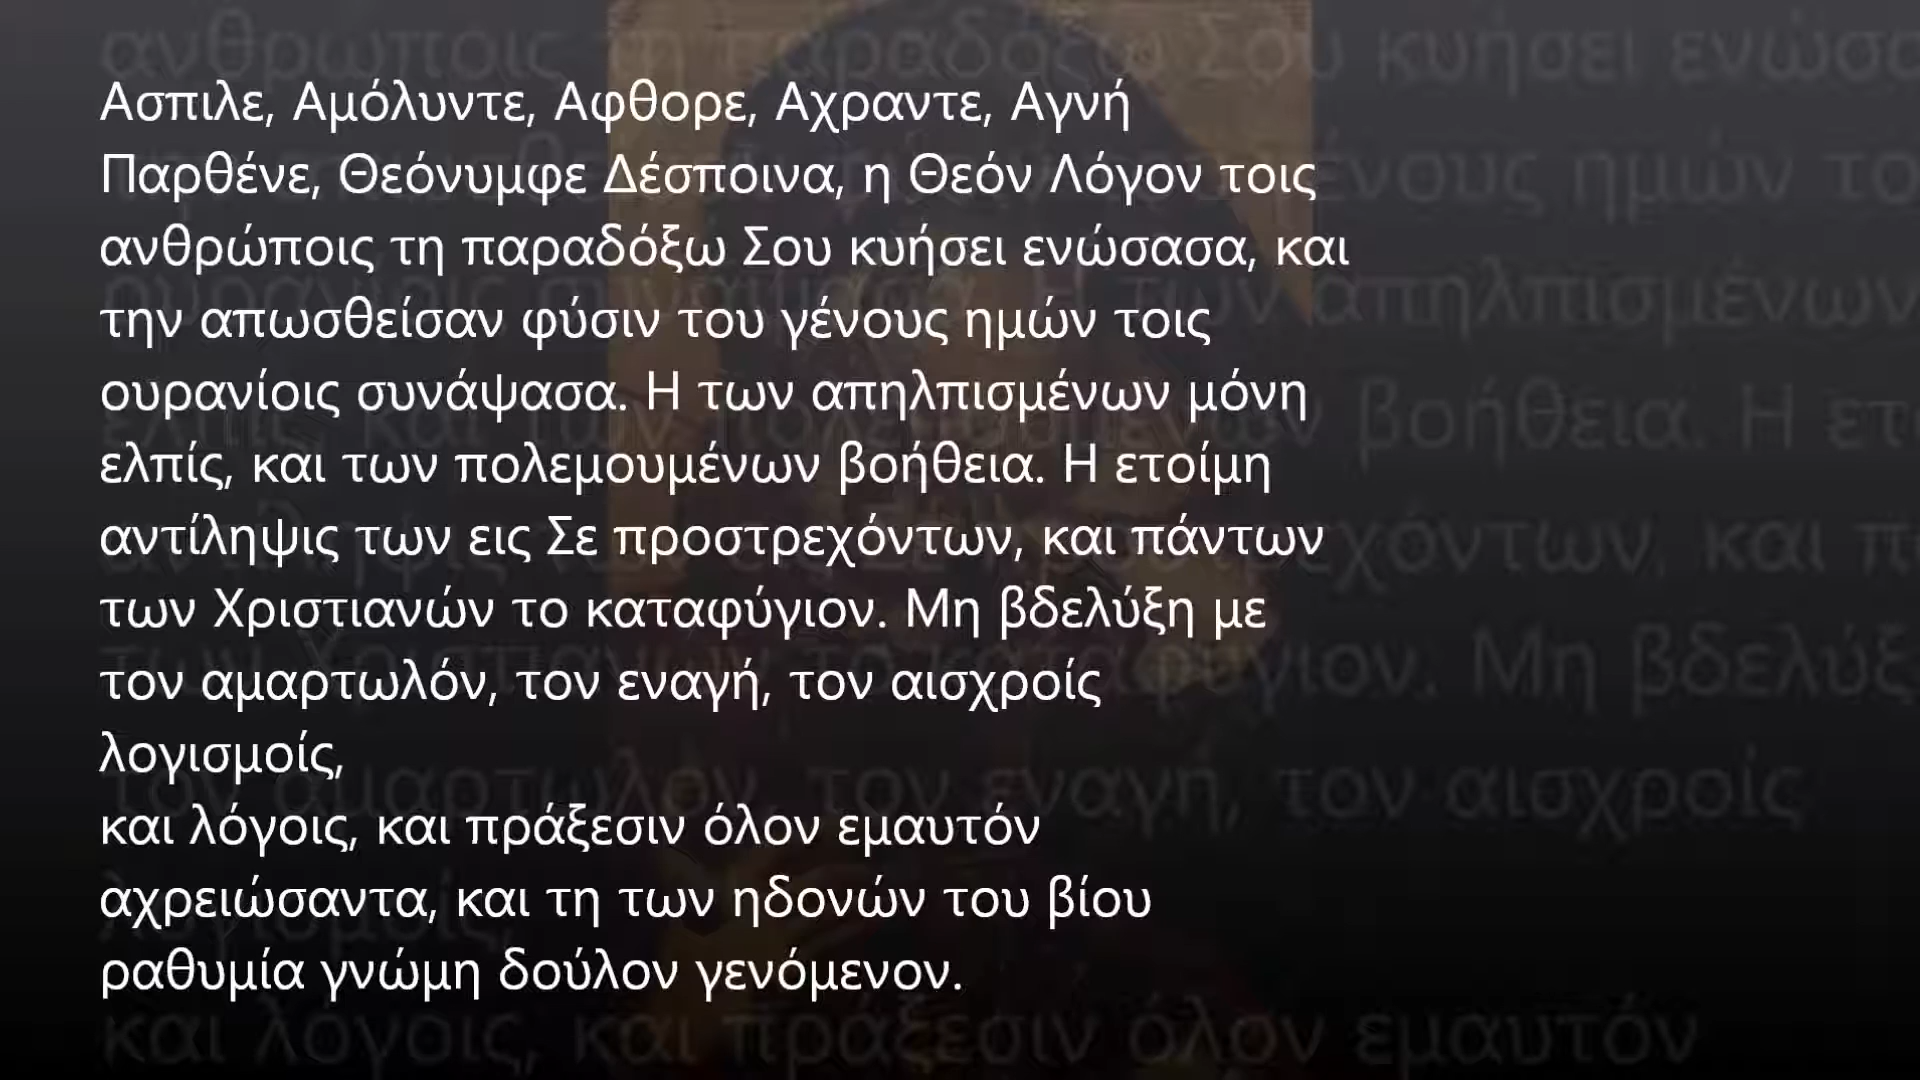 Ασπιλε, Αμόλυντε, Αφθορε, Αχραντε, Αγνή
Παρθένε, Θεόνυμφε Δέσποινα, η Θεόν Λόγον τοις
ανθρώποις τη παραδόξω Σου κυήσει ενώσασα, και
την απωσθείσαν φύσιν του γένους ημών τοις
ουρανίοις συνάψασα. Η των απηλπισμένων μόνη
ελπίς, και των πολεμουμένων βοήθεια. Η ετοίμη
αντίληψις των εις Σε προστρεχόντων, και πάντων
των Χριστιανών το καταφύγιον. Μη βδελύξη με
τον αμαρτωλόν, τον εναγή, τον αισχροίς
λογισμοίς,
και λόγοις, και πράξεσιν όλον εμαυτόν
αχρειώσαντα, και τη των ηδονών του βίου
ραθυμία γνώμη δούλον γενόμενον.